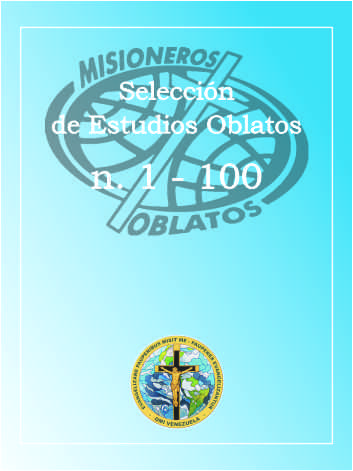 MISIONEROS
Selección
de Estudios Oblatos
n. 1 - 100
OBLATOS
EVANGELIZARE PAUPERIBUS MISIT ME - PAUPERES EVANGELIZANTUR
OMI VENEZUELA